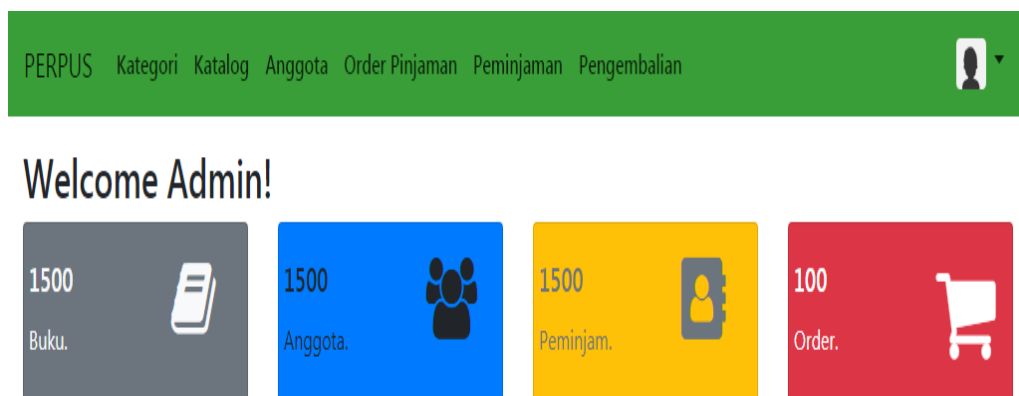 PERPUS Kategori Katalog Anggota Order Pinjaman Peminjaman Pengembalian
Welcome Admin!
1500
Buku.
1500
Anggota.
1500
Peminjam.
100
Order.